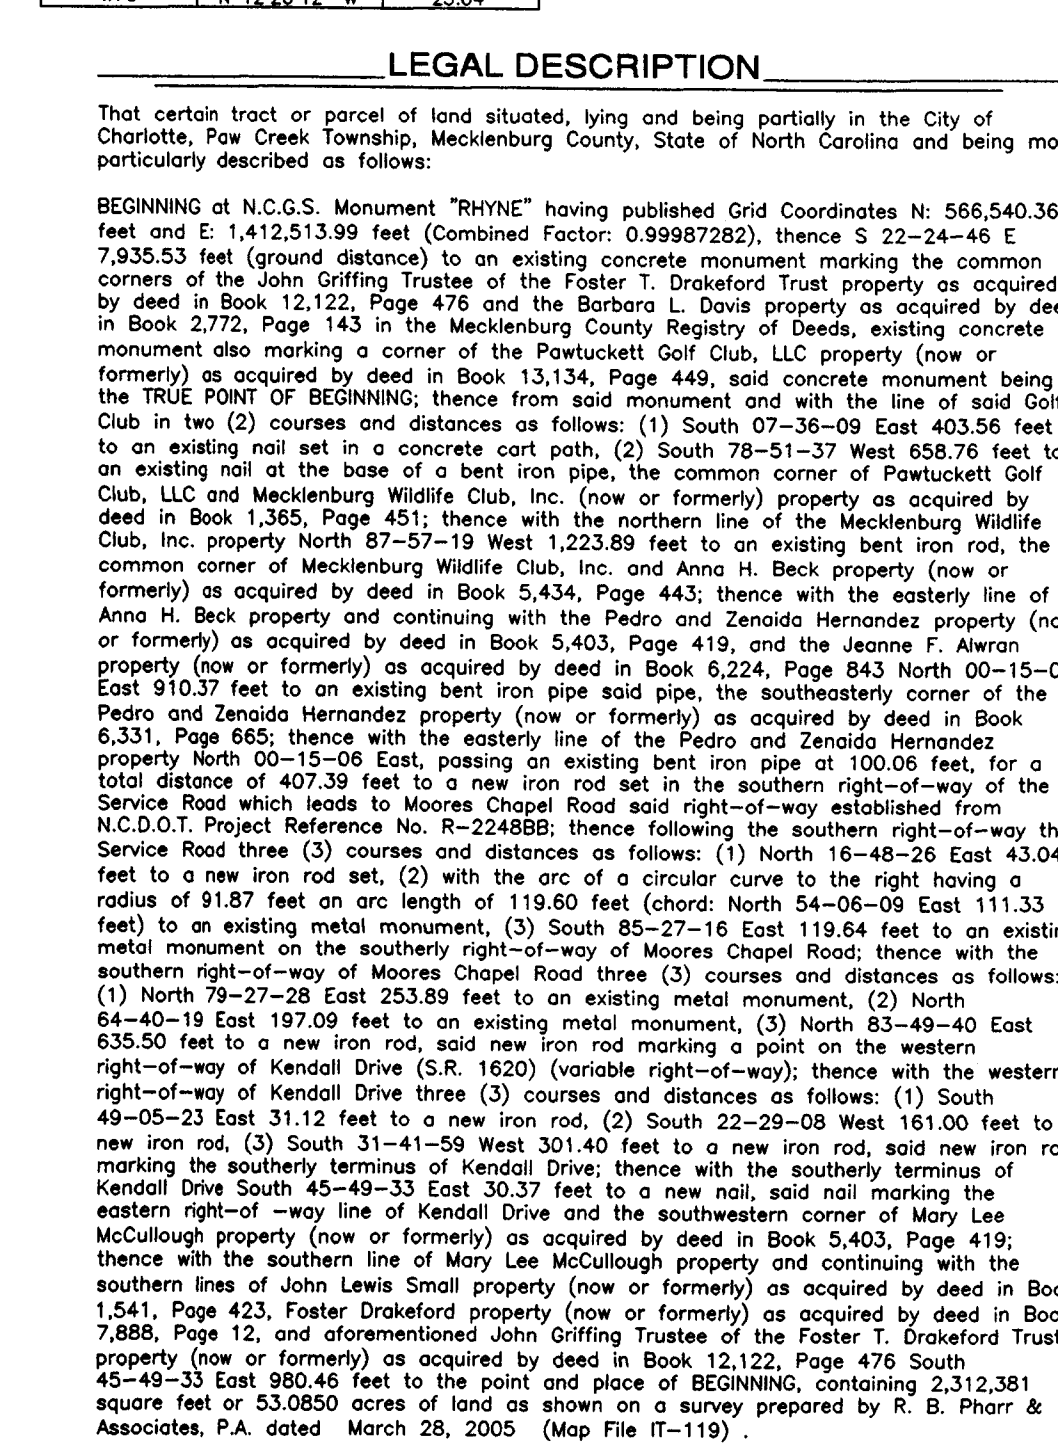 N 12 28 12 W 25.04
LEGAL DESCRIPTION
That certain tract or parcel of land situated, lying and being partially in the City of
Charlotte, Paw Creek Township, Mecklenburg County, State of North Carolina and being mo
particularly described as follows:
BEGINNING at N.C.G.S. Monument "RHYNE" having published Grid Coordinates N: 566,540.36
feet and E: 1,412,513.99 feet (Combined Factor: 0.99987282), thence S 22-24-46 E
7,935.53 feet (ground distance) to an existing concrete monument marking the common
corners of the John Griffing Trustee of the Foster T. Drakeford Trust property as acquired
by deed in Book 12,122, Page 476 and the Barbara L. Davis property as acquired by dee
in Book 2,772, Page 143 in the Mecklenburg County Registry of Deeds, existing concrete
monument also marking a corner of the Pawtuckett Golf Club, LLC property (now or
formerly) as acquired by deed in Book 13,134, Page 449, said concrete monument being
the TRUE POINT OF BEGINNING; thence from said monument and with the line of said Golf
Club in two (2) courses and distances as follows: (1) South 07-36-09 East 403.56 feet
to an existing nail set in a concrete cart path, (2) South 78-51-37 West 658.76 feet to
an existing nail at the base of a bent iron pipe, the common corner of Pawtuckett Golf
Club, LLC and Mecklenburg Wildlife Club, Inc. (now or formerly) property as acquired by
deed in Book 1,365, Page 451; thence with the northern line of the Mecklenburg Wildlife
Club, Inc. property North 87-57-19 West 1,223.89 feet to an existing bent iron rod, the
common corner of Mecklenburg Wildlife Club, Inc. and Anna H. Beck property (now or
formerly) as acquired by deed in Book 5,434, Page 443; thence with the easterly line of
Anna H. Beck property and continuing with the Pedro and Zenaida Hernandez property (no
or formerly) as acquired by deed in Book 5,403, Page 419, and the Jeanne F. Alwran
property (now or formerly) as acquired by deed in Book 6,224, Page 843 North 00-15-0
East 910.37 feet to an existing bent iron pipe said pipe, the southeasterly corner of the
Pedro and Zenaida Hernandez property (now or formerly) as acquired by deed in Book
6,331, Page 665; thence with the easterly line of the Pedro and Zenaida Hernandez
property North 00-15-06 East, passing an existing bent iron pipe at 100.06 feet, for a
total distance of 407.39 feet to a new iron rod set in the southern right-of-way of the
Service Road which leads to Moores Chapel Road said right-of-way established from
N.C.D.O.T. Project Reference No. R-2248BB; thence following the southern right-of-way th
Service Road three (3) courses and distances as follows: (1) North 16-48-26 East 43.04
feet to a new iron rod set, (2) with the arc of a circular curve to the right having a
radius of 91.87 feet an arc length of 119.60 feet (chord: North 54-06-09 East 111.33
feet) to an existing metal monument, (3) South 85-27-16 East 119.64 feet to an existin
metal monument on the southerly right-of-way of Moores Chapel Road; thence with the
southern right-of-way of Moores Chapel Road three (3) courses and distances as follows:
(1) North 79-27-28 East 253.89 feet to an existing metal monument, (2) North
64-40-19 East 197.09 feet to an existing metal monument, (3) North 83-49-40 East
635.50 feet to a new iron rod, said new iron rod marking a point on the western
right-of-way of Kendall Drive (S.R. 1620) (variable right-of-way); thence with the western
right-of-way of Kendall Drive three (3) courses and distances as follows: (1) South
49-05-23 East 31.12 feet to a new iron rod, (2) South 22-29-08 West 161.00 feet to
new iron rod, (3) South 31-41-59 West 301.40 feet to a new iron rod, said new iron ro
marking the southerly terminus of Kendall Drive; thence with the southerly terminus of
Kendall Drive South 45-49-33 East 30.37 feet to a new nail, said nail marking the
eastern right-of -way line of Kendall Drive and the southwestern corner of Mary Lee
McCullough property (now or formerly) as acquired by deed in Book 5,403, Page 419;
thence with the southern line of Mary Lee McCullough property and continuing with the
southern lines of John Lewis Small property (now or formerly) as acquired by deed in Boo
1,541, Page 423, Foster Drakeford property (now or formerly) as acquired by deed in Boo
7,888, Page 12, and aforementioned John Griffing Trustee of the Foster T. Drakeford Trust
property (now or formerly) as acquired by deed in Book 12,122, Page 476 South
45-49-33 East 980.46 feet to the point and place of BEGINNING, containing 2,312,381
square feet or 53.0850 acres of land as shown on a survey prepared by R. B. Pharr &
Associates, P.A. dated March 28, 2005 (Map File IT-119) .